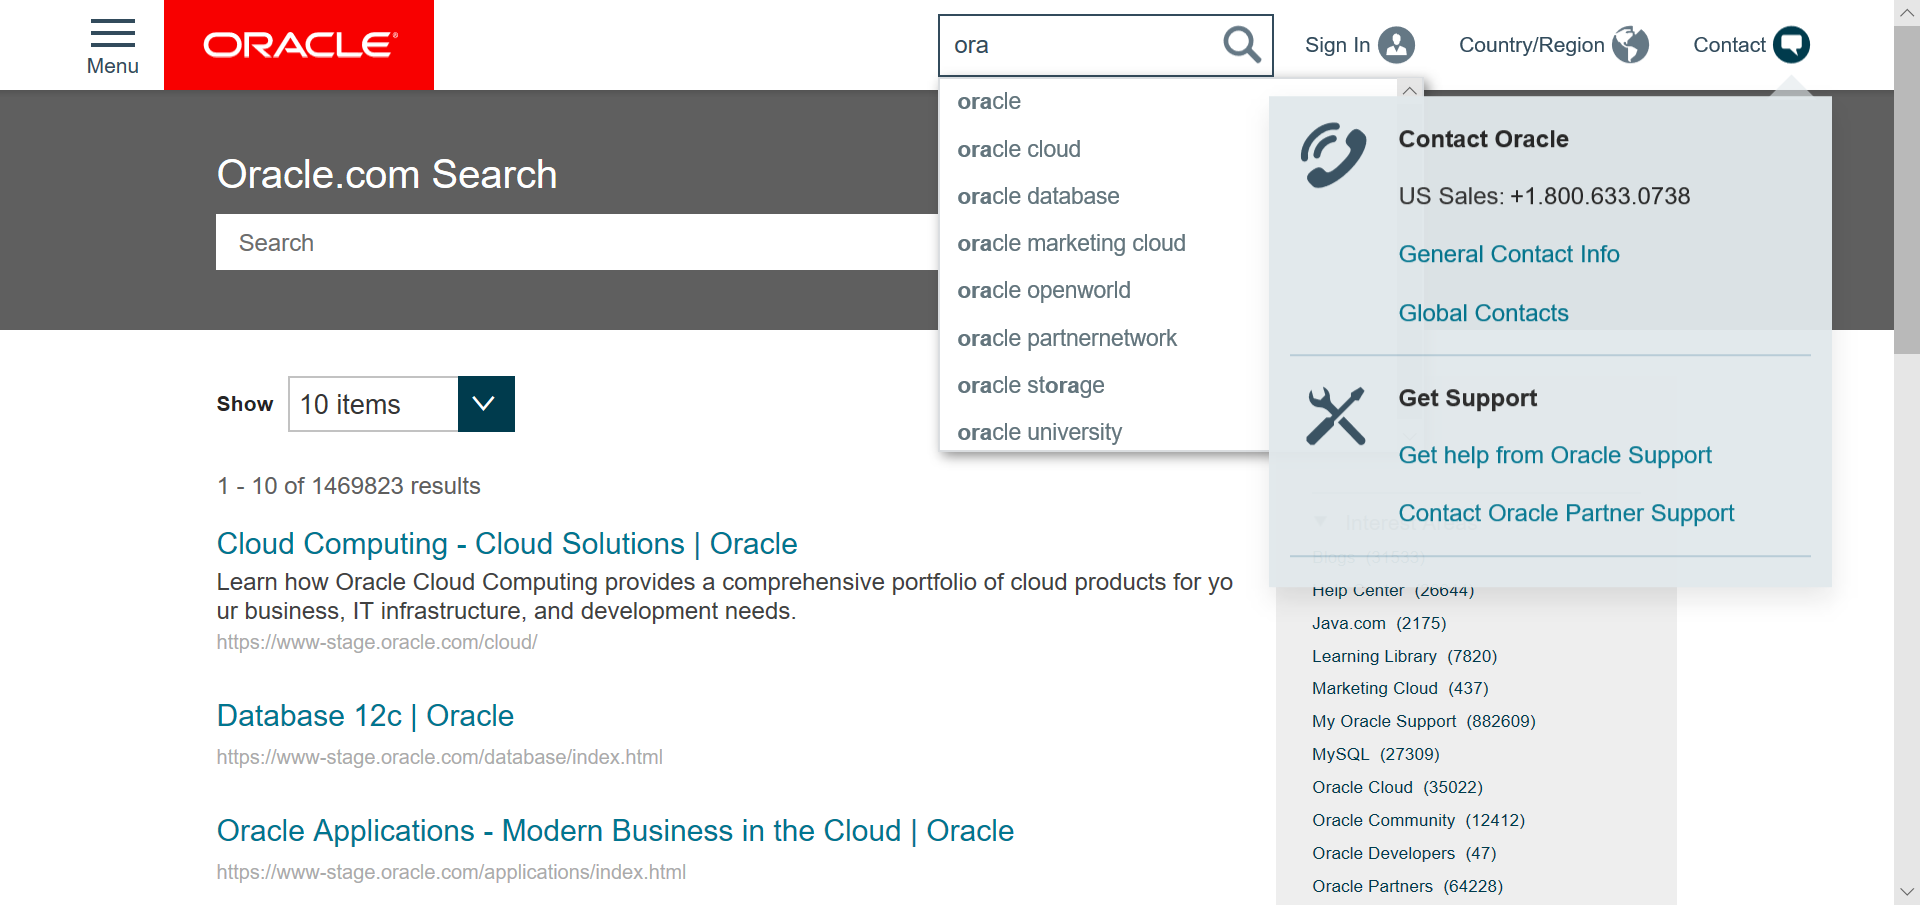 Menu
ORACLE
ora
Sign In
Country/Region
Contact
Oracle.com Search
Search
oracle
oracle cloud
oracle database
oracle marketing cloud
oracle openworld
oracle partnernetwork
oracle storage
oracle university
Contact Oracle
US Sales: +1.800.633.0738
General Contact Info
Global Contacts
Get Support
Get help from Oracle Support
Contact Oracle Partner Support
Show
10 items
1 - 10 of 1469823 results
Cloud Computing - Cloud Solutions | Oracle
Learn how Oracle Cloud Computing provides a comprehensive portfolio of cloud products for yo
ur business, IT infrastructure, and development needs.
https://www-stage.oracle.com/cloud/
Database 12c | Oracle
https://www-stage.oracle.com/database/index.html
Oracle Applications - Modern Business in the Cloud | Oracle
https://www-stage.oracle.com/applications/index.html
Interest Areas
Blogs (31533)
Help Center (26644)
Java.com (2175)
Learning Library (7820)
Marketing Cloud (437)
My Oracle Support (882609)
MySQL (27309)
Oracle Cloud (35022)
Oracle Community (12412)
Oracle Developers (47)
Oracle Partners (64228)